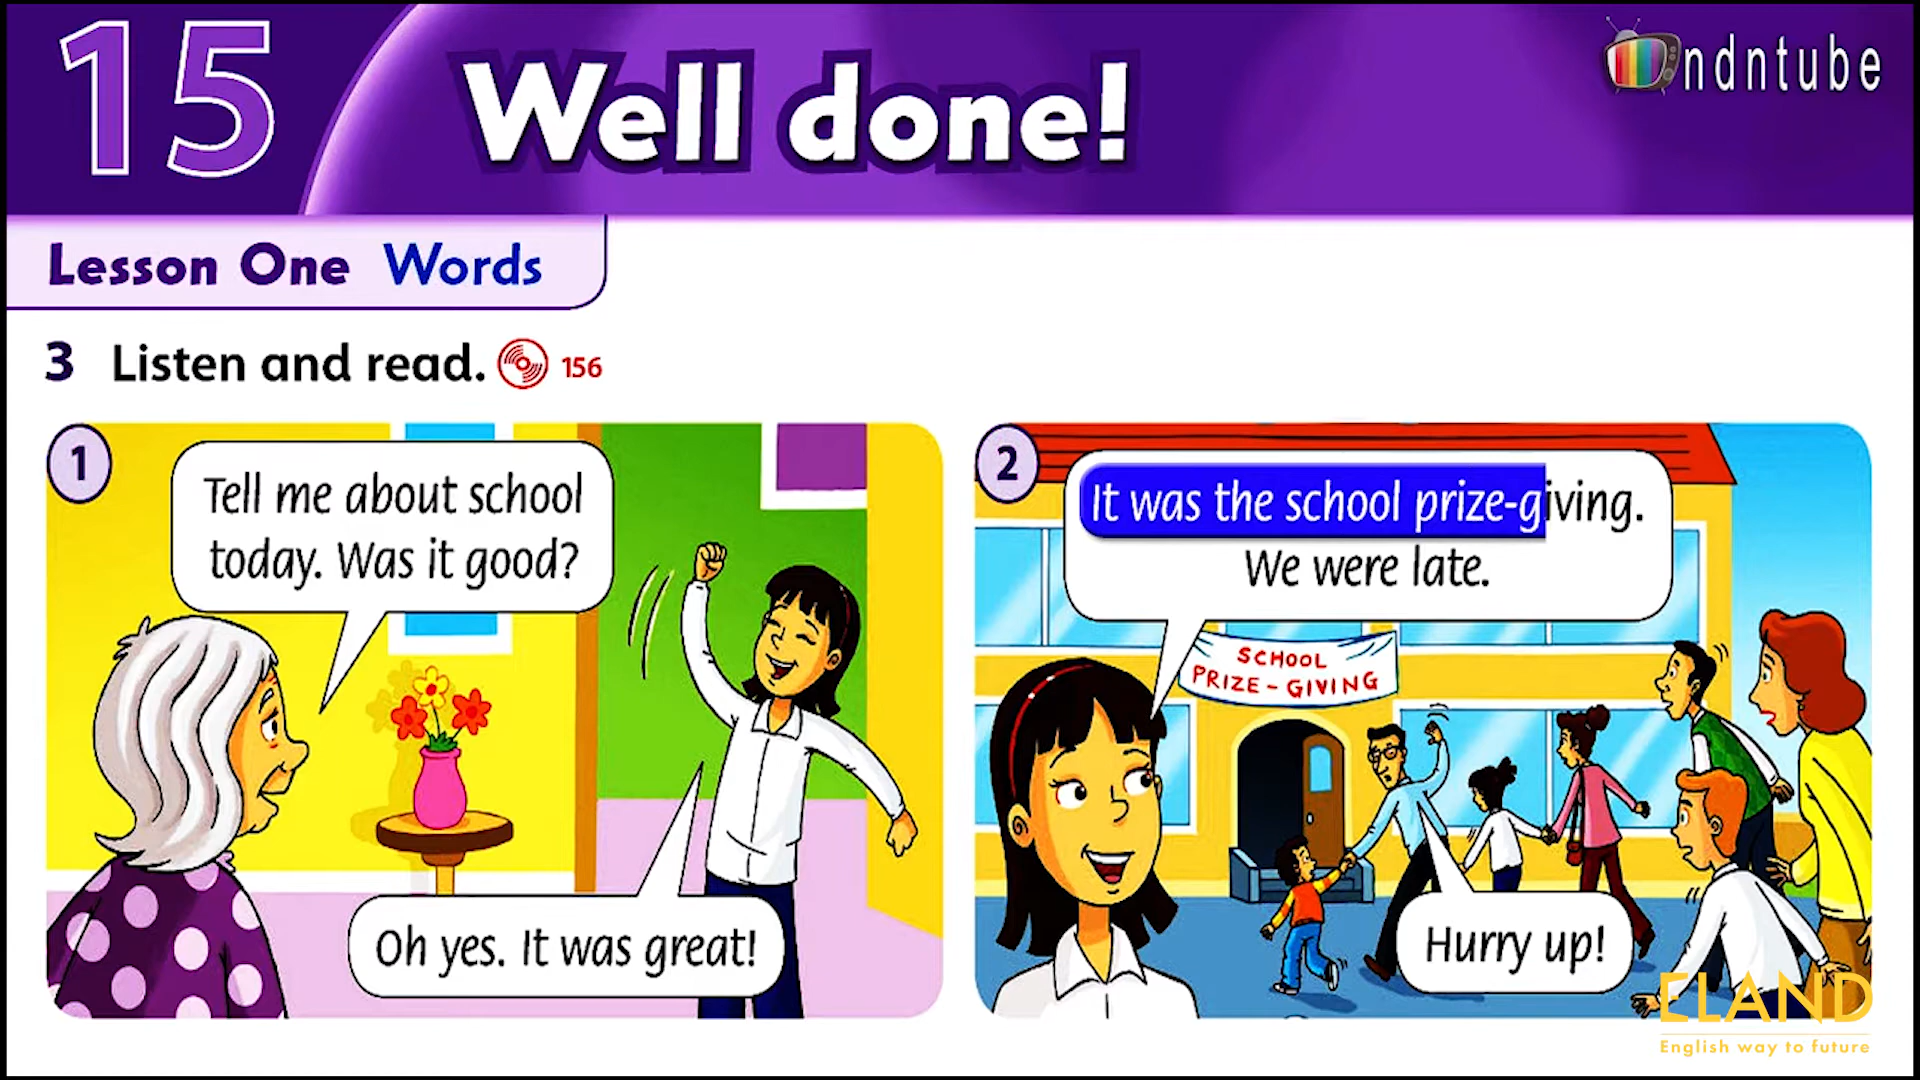 15
Well done!
ndntube
Lesson One Words
3 Listen and read. 156
1
Tell me about school
today. Was it good?
Oh yes. It was great!
2
It was the school prize-giving.
We were late.
SCHOOL
PRIZE - GIVING
Hurry up!
ELAND
English way to future